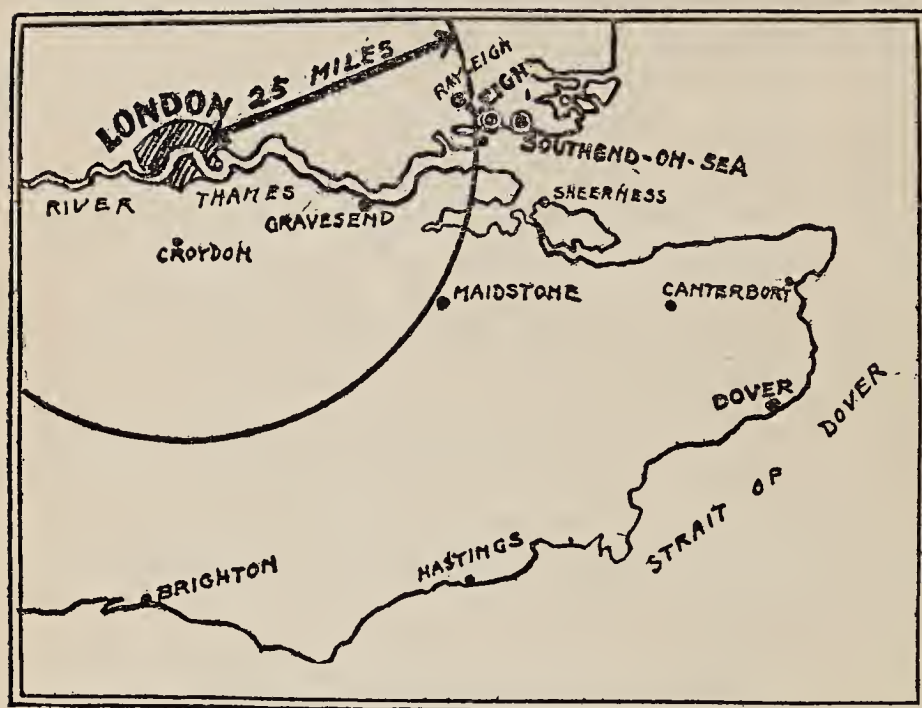 25 MILES
RAYLEIGH
LEIGH
LONDON
SOUTHEND-ON-SEA
RIVER THAMES
GRAVESEND
SHEERNESS
CROYDON
MAIDSTONE
CANTERBORY
DOVER
STRAIT OF DOVER
HASTINGS
BRIGHTON